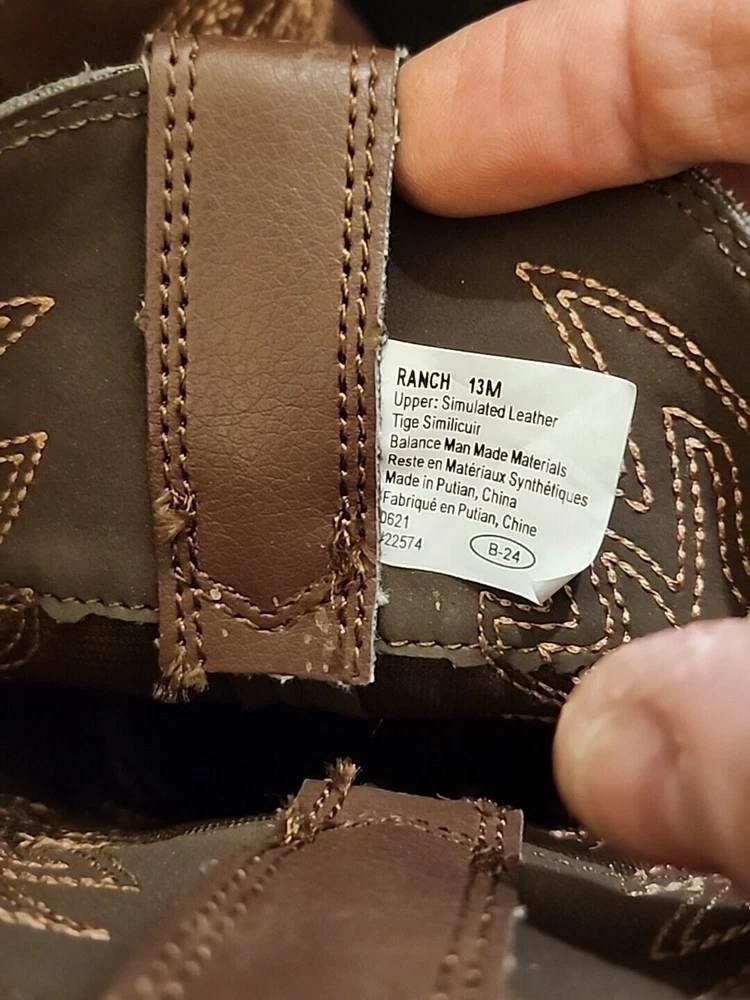 RANCH 13M
Upper: Simulated Leather
Tige Similicuir
Balance Man Made Materials
Reste en Matériaux Synthétiques
Made in Putian, China
Fabriqué en Putian, Chine
0621
#22574 B-24